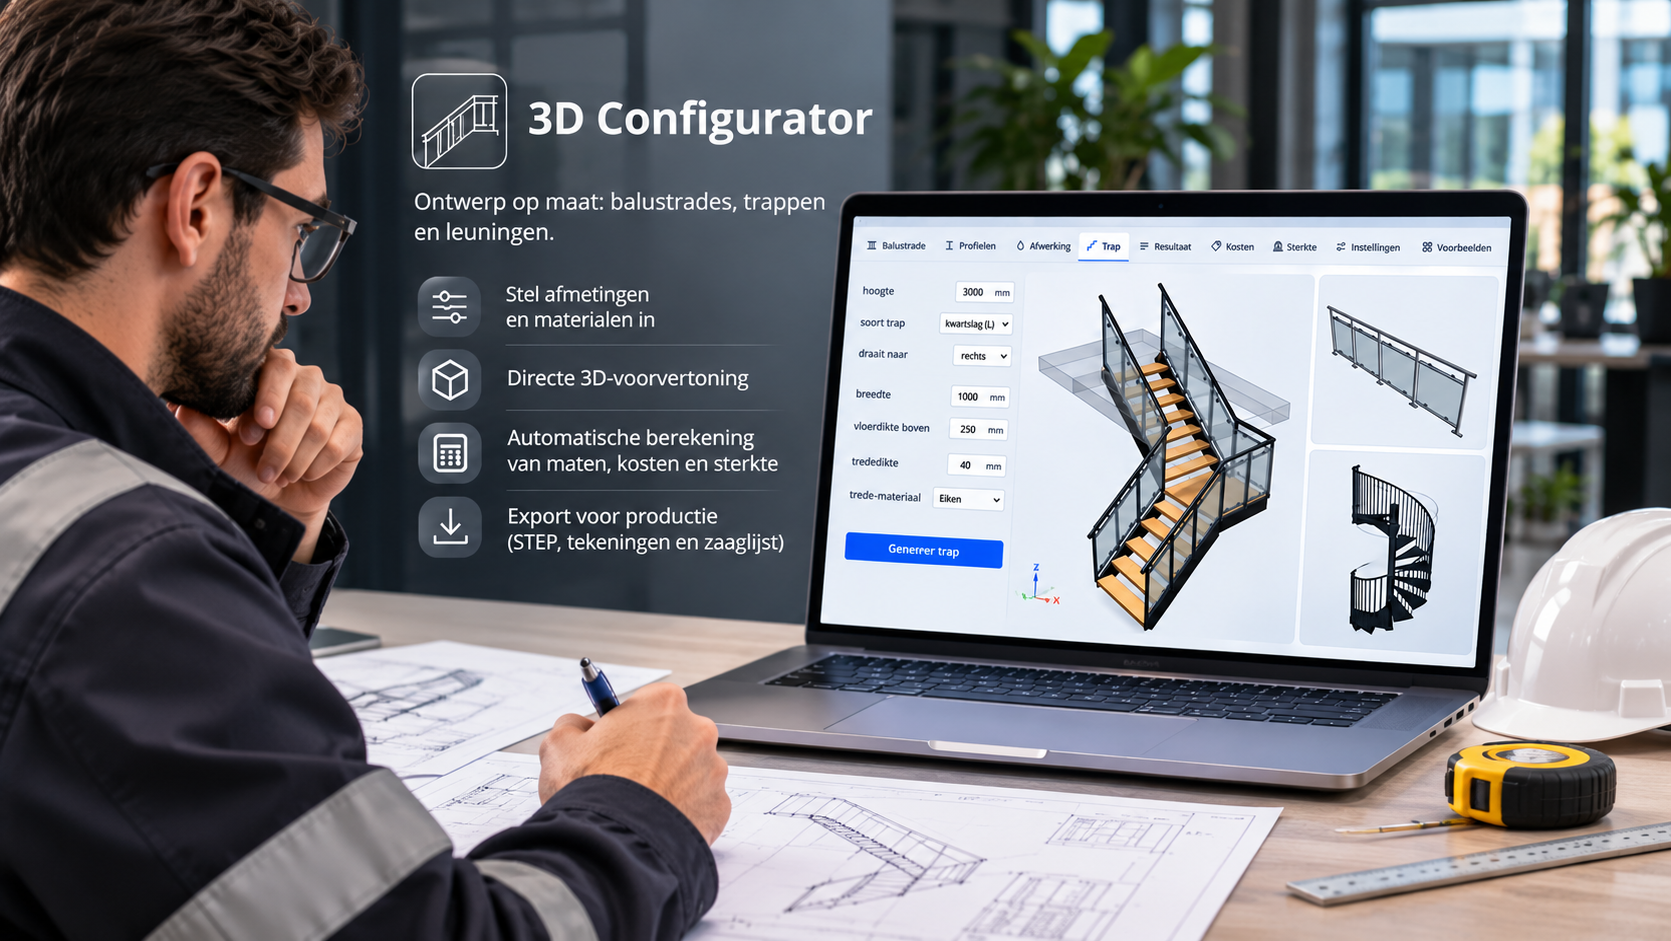 3D Configurator
Ontwerp op maat: balustrades, trappen
en leuningen.
Stel afmetingen
en materialen in
Directe 3D-voorvertoning
Automatische berekening
van maten, kosten en sterkte
Export voor productie
(STEP, tekeningen en zaaglijst)
Balustrade Profielen Afwerking Trap Resultaat Kosten Sterkte Instellingen Voorbeelden
hoogte 3000 mm
soort trap kwartslag (L)
draait naar rechts
breedte 1000 mm
vloerdikte boven 250 mm
trededikte 40 mm
trede-materiaal Eiken
Genereer trap
Z
Y X